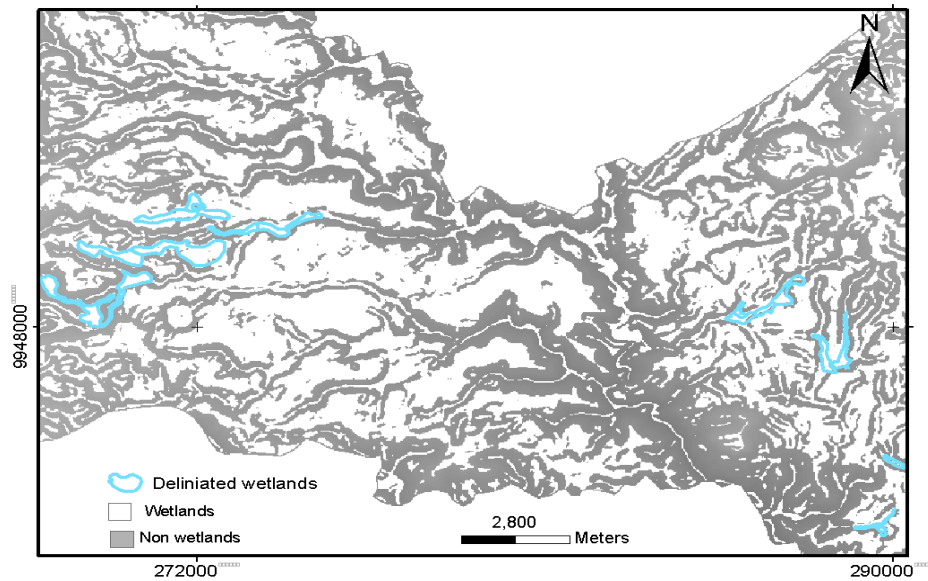 N
9948000
Deliniated wetlands
Wetlands
Non wetlands
2,800
Meters
272000
290000